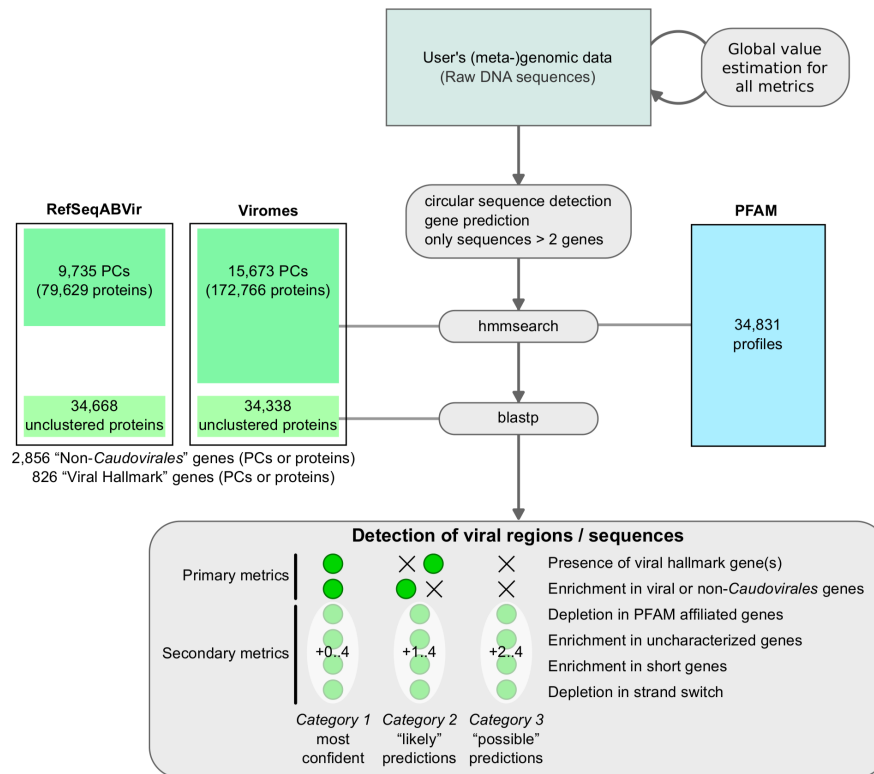 User's (meta-)genomic data
(Raw DNA sequences)
Global value
estimation for
all metrics
circular sequence detection
gene prediction
only sequences > 2 genes
RefSeqABVir
Viromes
PFAM
9,735 PCs
(79,629 proteins)
15,673 PCs
(172,766 proteins)
hmmsearch
34,831
profiles
34,668
unclustered proteins
34,338
unclustered proteins
blastp
2,856 “Non-Caudovirales” genes (PCs or proteins)
826 “Viral Hallmark” genes (PCs or proteins)
Detection of viral regions / sequences
Primary metrics
Presence of viral hallmark gene(s)
Enrichment in viral or non-Caudovirales genes
Secondary metrics
+0..4
+1..4
+2..4
Depletion in PFAM affiliated genes
Enrichment in uncharacterized genes
Enrichment in short genes
Depletion in strand switch
Category 1
most
confident
Category 2
“likely”
predictions
Category 3
“possible”
predictions